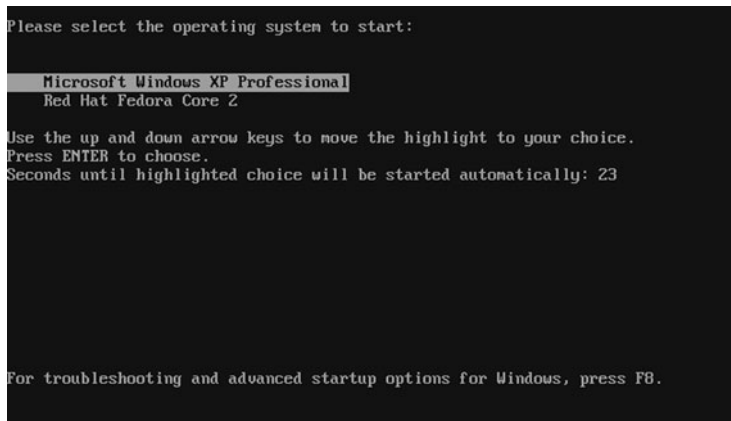 Please select the operating system to start:
Microsoft Windows XP Professional
Red Hat Fedora Core 2
Use the up and down arrow keys to move the highlight to your choice.
Press ENTER to choose.
Seconds until highlighted choice will be started automatically: 23
For troubleshooting and advanced startup options for Windows, press F8.